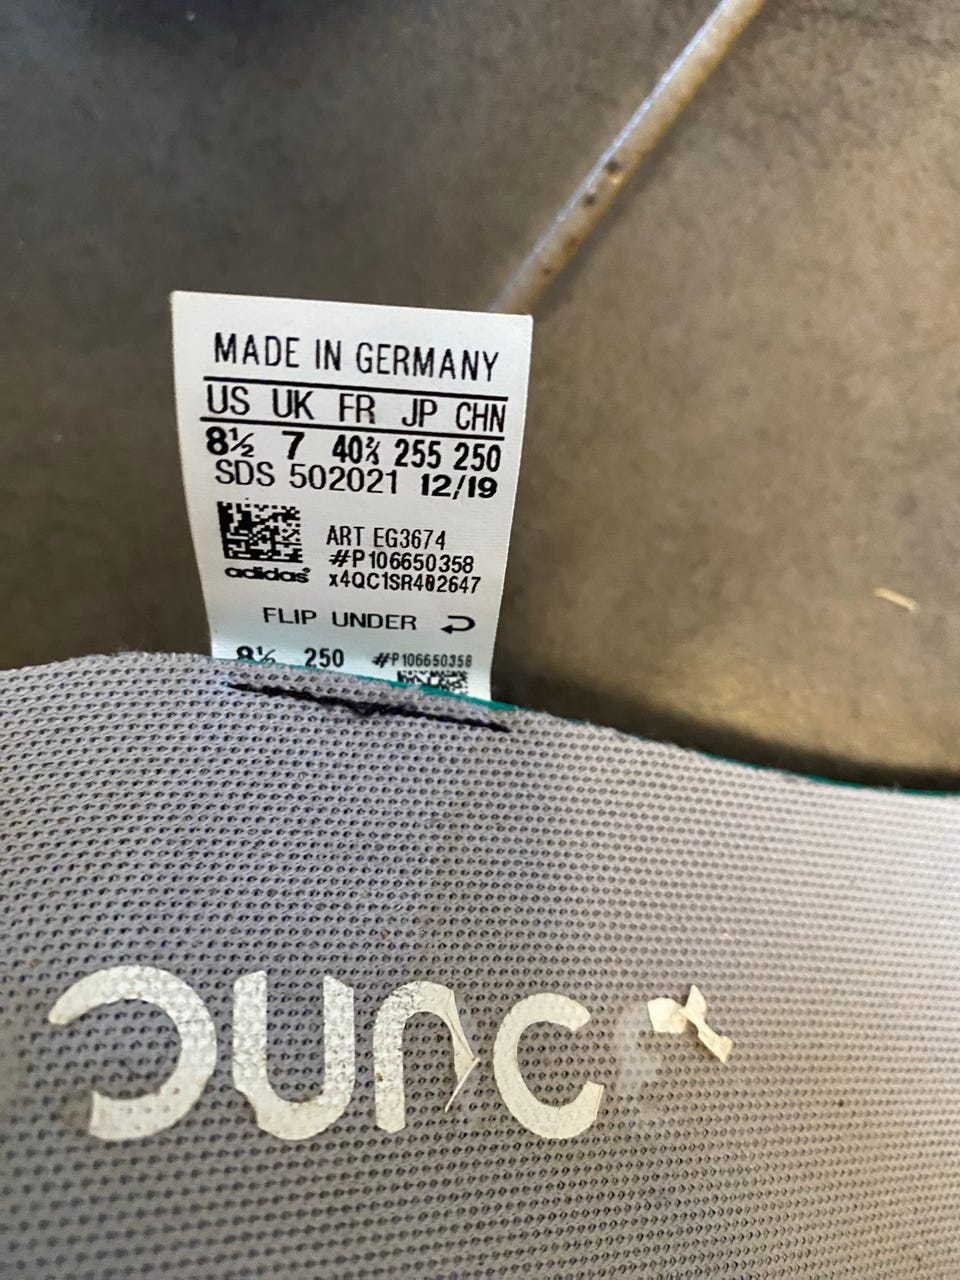 MADE IN GERMANY
US UK FR JP CHN
8½ 7 40⅔ 255 250
SDS 502021 12/19
ART EG3674
#P106650358
adidas®
x4QC1SR402647
FLIP UNDER
8½ 250 #P106650358